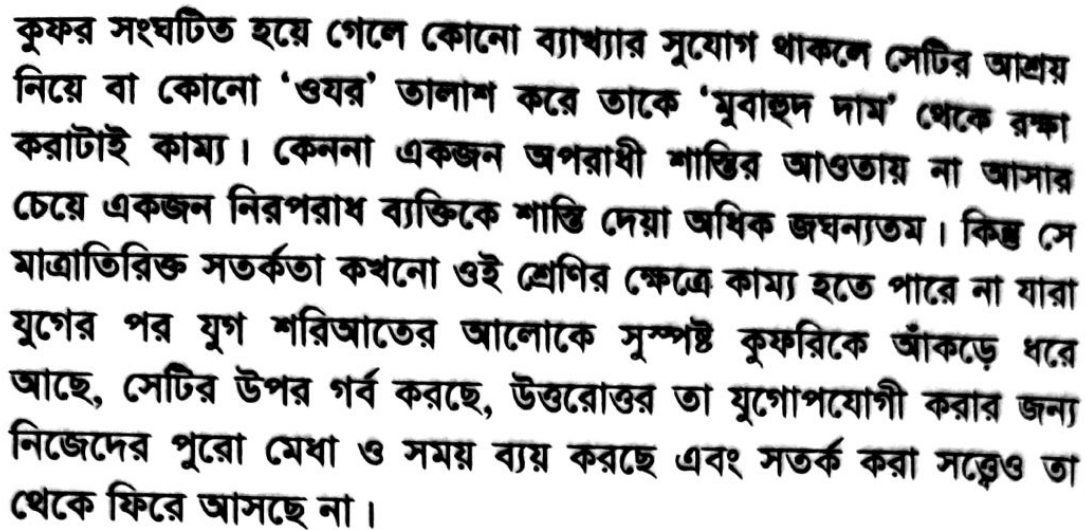 কুফর সংঘটিত হয়ে গেলে কোনো ব্যাখ্যার সুযোগ থাকলে সেটির আশ্রয়
নিয়ে বা কোনো ‘ওযর’ তালাশ করে তাকে ‘মুবাহুদ দাম’ থেকে রক্ষা
করাটাই কাম্য। কেননা একজন অপরাধী শাস্তির আওতায় না আসার
চেয়ে একজন নিরপরাধ ব্যক্তিকে শাস্তি দেয়া অধিক জঘন্যতম। কিন্তু সে
মাত্রাতিরিক্ত সতর্কতা কখনো ওই শ্রেণির ক্ষেত্রে কাম্য হতে পারে না যারা
যুগের পর যুগ শরিআতের আলোকে সুস্পষ্ট কুফরিকে আঁকড়ে ধরে
আছে, সেটির উপর গর্ব করছে, উত্তরোত্তর তা যুগোপযোগী করার জন্য
নিজেদের পুরো মেধা ও সময় ব্যয় করছে এবং সতর্ক করা সত্ত্বেও তা
থেকে ফিরে আসছে না।